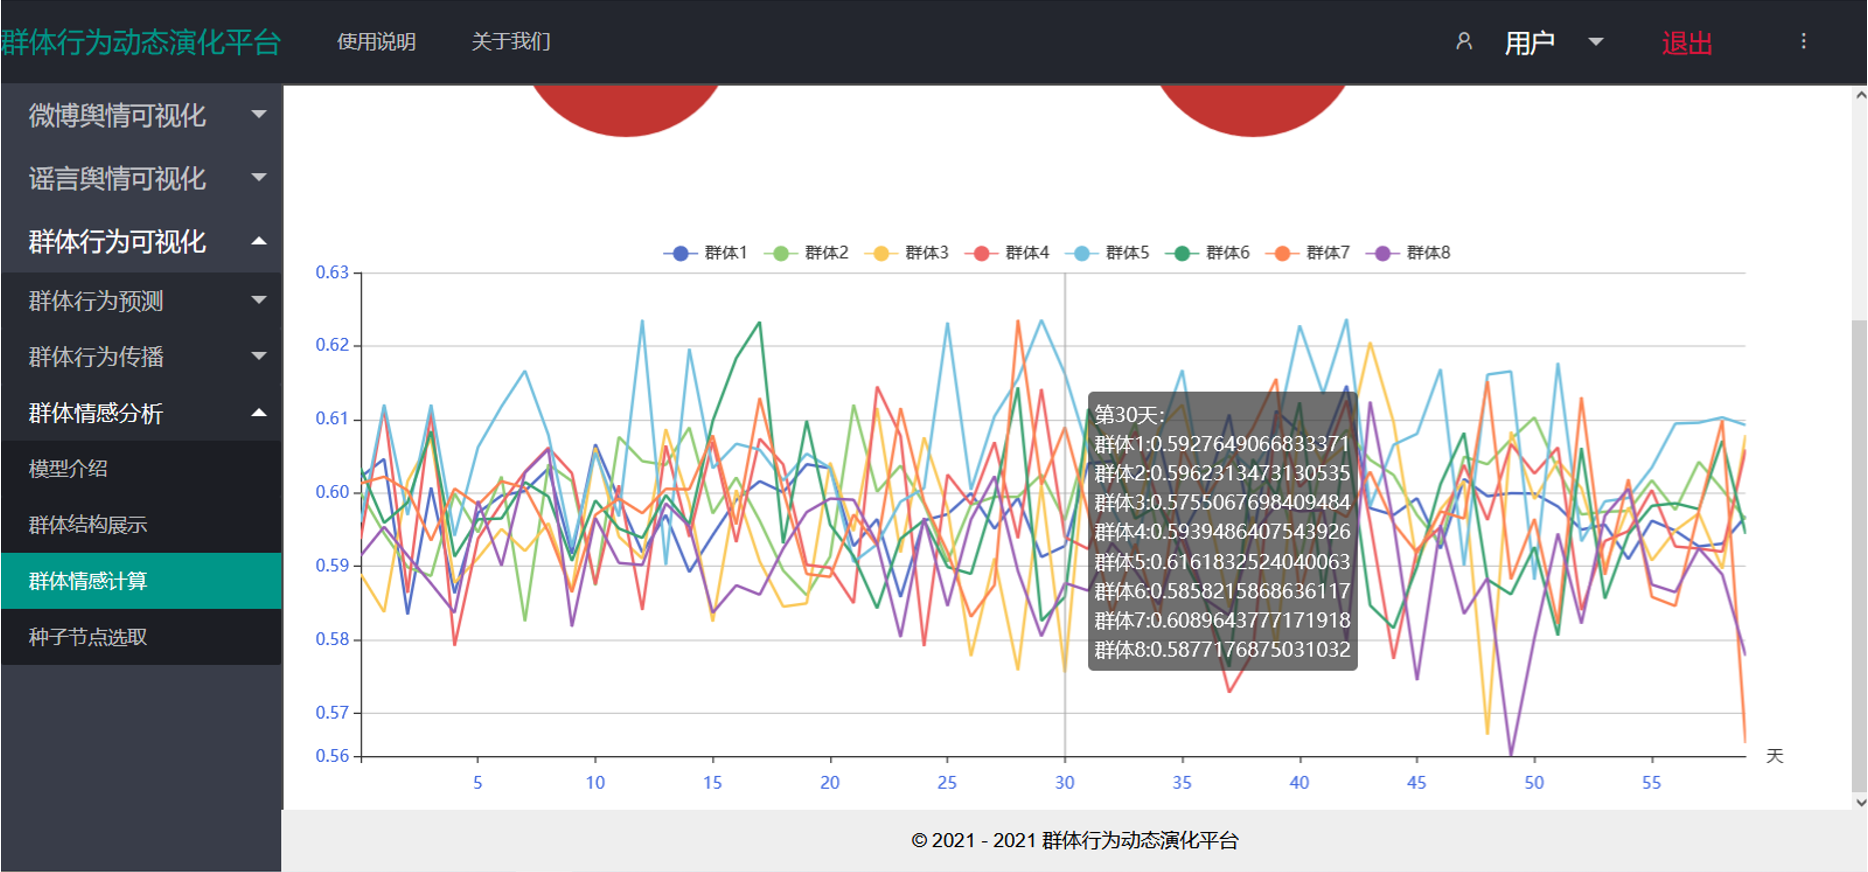 群体行为动态演化平台 使用说明 关于我们 用户 退出
微博舆情可视化
谣言舆情可视化
群体行为可视化
群体行为预测
群体行为传播
群体情感分析
模型介绍
群体结构展示
群体情感计算
种子节点选取
群体1 群体2 群体3 群体4 群体5 群体6 群体7 群体8
0.63
0.62
0.61
0.60
0.59
0.58
0.57
0.56
第30天:
群体1:0.5927649066833371
群体2:0.5962313473130535
群体3:0.5755067698409484
群体4:0.5939486407543926
群体5:0.6161832524040063
群体6:0.5858215868636117
群体7:0.6089643777171918
群体8:0.5877176875031032
天
5 10 15 20 25 30 35 40 45 50 55
© 2021 - 2021 群体行为动态演化平台